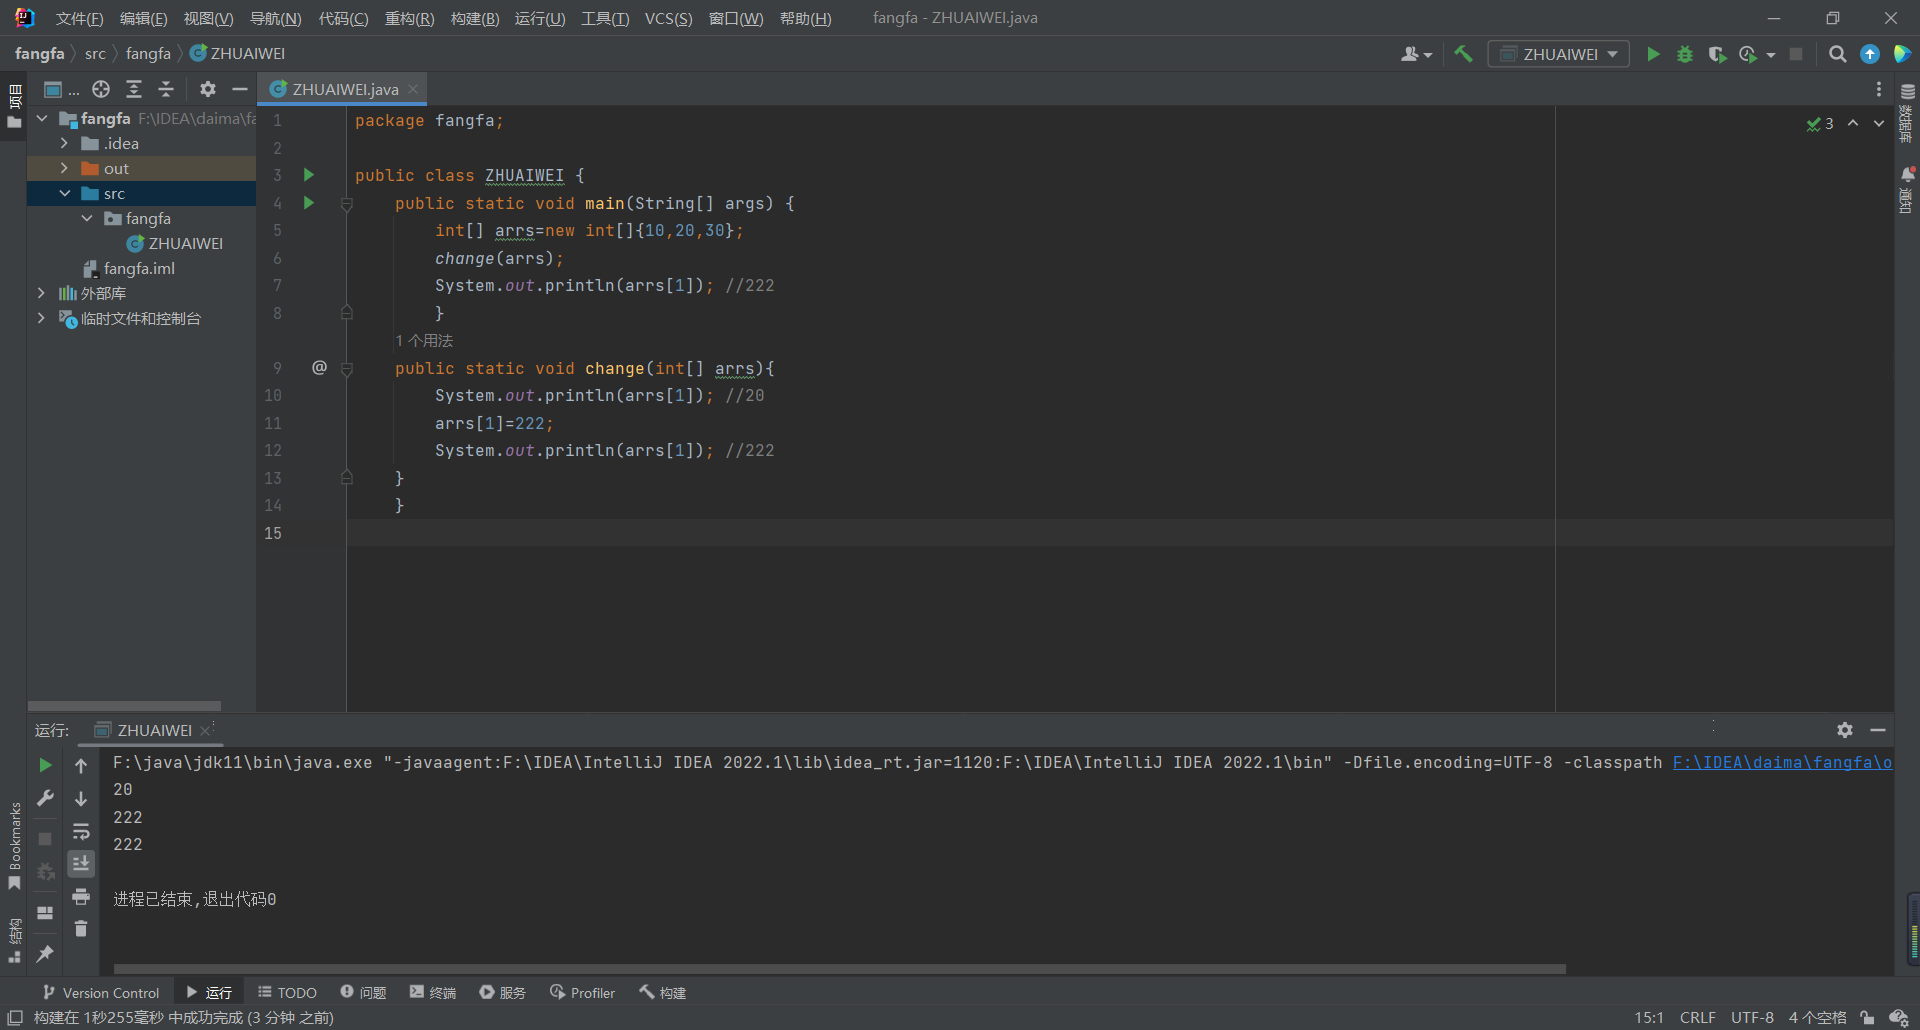 文件(F) 编辑(E) 视图(V) 导航(N) 代码(C) 重构(R) 构建(B) 运行(U) 工具(T) VCS(S) 窗口(W) 帮助(H) fangfa - ZHUAIWEI.java
fangfa src fangfa ZHUAIWEI
ZHUAIWEI
项目
...
ZHUAIWEI.java
fangfa F:\IDEA\daima\fa
.idea
out
src
fangfa
ZHUAIWEI
fangfa.iml
外部库
临时文件和控制台
1 package fangfa;
2
3 public class ZHUAIWEI {
4 public static void main(String[] args) {
5 int[] arrs=new int[]{10,20,30};
6 change(arrs);
7 System.out.println(arrs[1]); //222
8 }
1 个用法
9 @ public static void change(int[] arrs){
10 System.out.println(arrs[1]); //20
11 arrs[1]=222;
12 System.out.println(arrs[1]); //222
13 }
14 }
15
3
数据库
通知
运行: ZHUAIWEI
F:\java\jdk11\bin\java.exe "-javaagent:F:\IDEA\IntelliJ IDEA 2022.1\lib\idea_rt.jar=1120:F:\IDEA\IntelliJ IDEA 2022.1\bin" -Dfile.encoding=UTF-8 -classpath F:\IDEA\daima\fangfa\o
20
222
222
进程已结束,退出代码0
Bookmarks
结构
Version Control 运行 TODO 问题 终端 服务 Profiler 构建
构建在 1秒255毫秒 中成功完成 (3 分钟 之前)
15:1 CRLF UTF-8 4 个空格